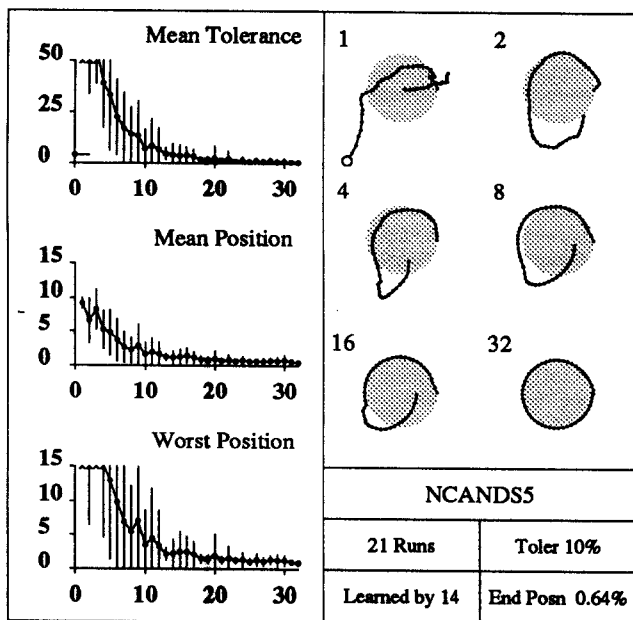 Mean Tolerance
50
25
0
0 10 20 30
Mean Position
15
10
5
0
0 10 20 30
Worst Position
15
10
5
0
0 10 20 30
1 2
4 8
16 32
NCANDS5
21 Runs Toler 10%
Learned by 14 End Posn 0.64%